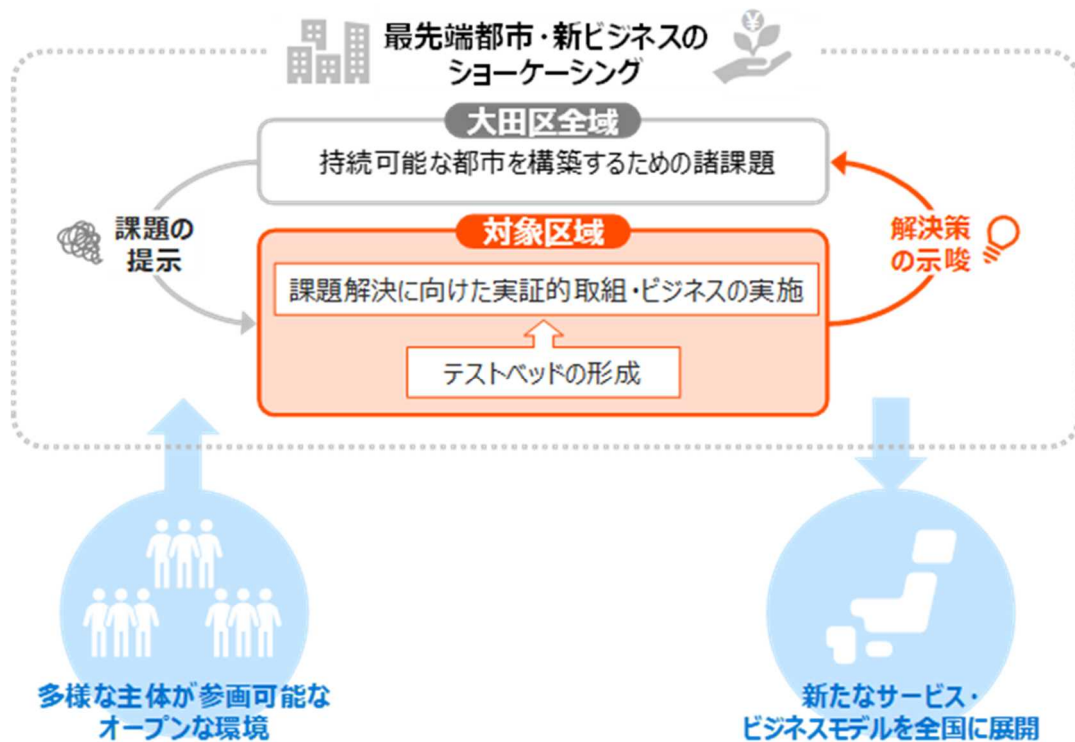 最先端都市・新ビジネスの
ショーケーシング
¥
大田区全域
持続可能な都市を構築するための諸課題
課題の
提示
解決策
の示唆
対象区域
課題解決に向けた実証的取組・ビジネスの実施
テストベッドの形成
多様な主体が参画可能な
オープンな環境
新たなサービス・
ビジネスモデルを全国に展開